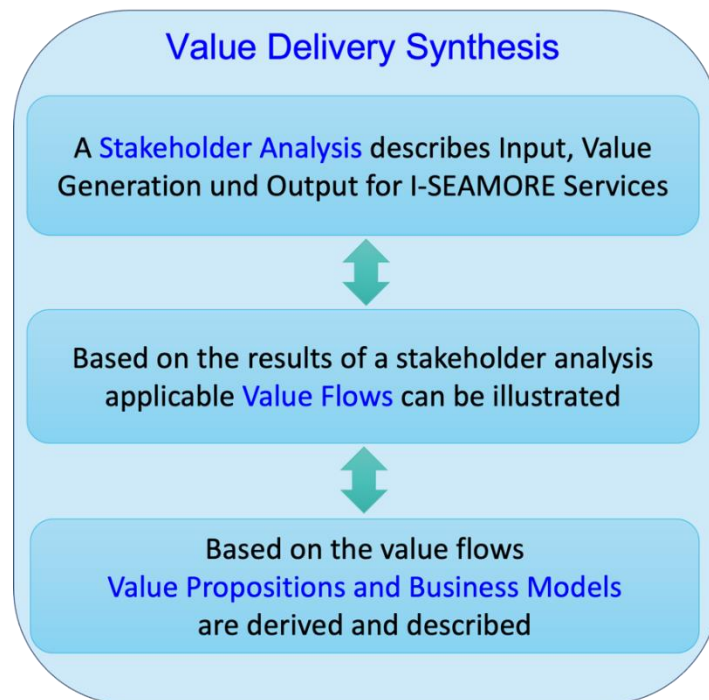 Value Delivery Synthesis
A Stakeholder Analysis describes Input, Value
Generation und Output for I-SEAMORE Services
Based on the results of a stakeholder analysis
applicable Value Flows can be illustrated
Based on the value flows
Value Propositions and Business Models
are derived and described